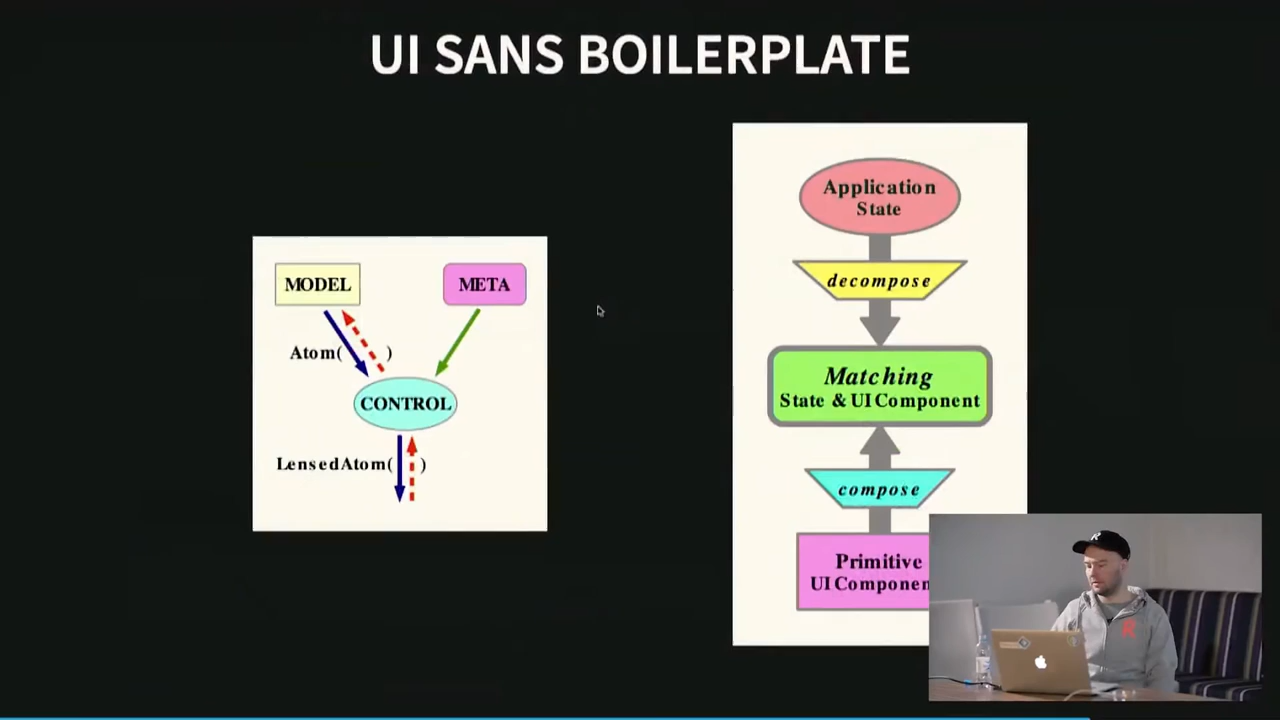 UI SANS BOILERPLATE
MODEL
META
Atom( )
CONTROL
LensedAtom( )
Application
State
decompose
Matching
State & UI Component
compose
Primitive
UI Componen
R
R